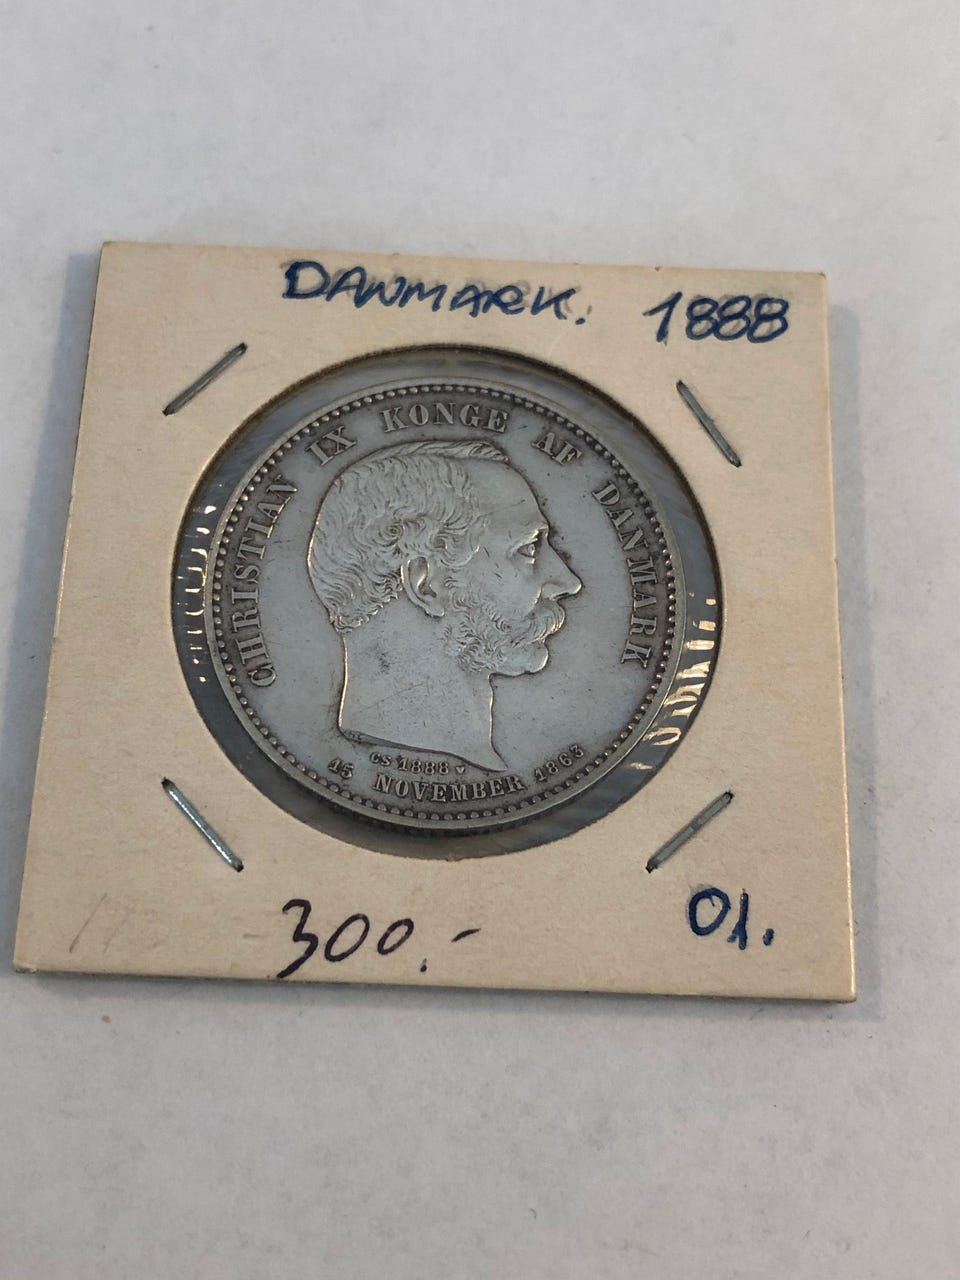 DANMARK. 1888
CHRISTIAN IX KONGE AF DANMARK
CS 1888
15 NOVEMBER 1863
300.- 01.